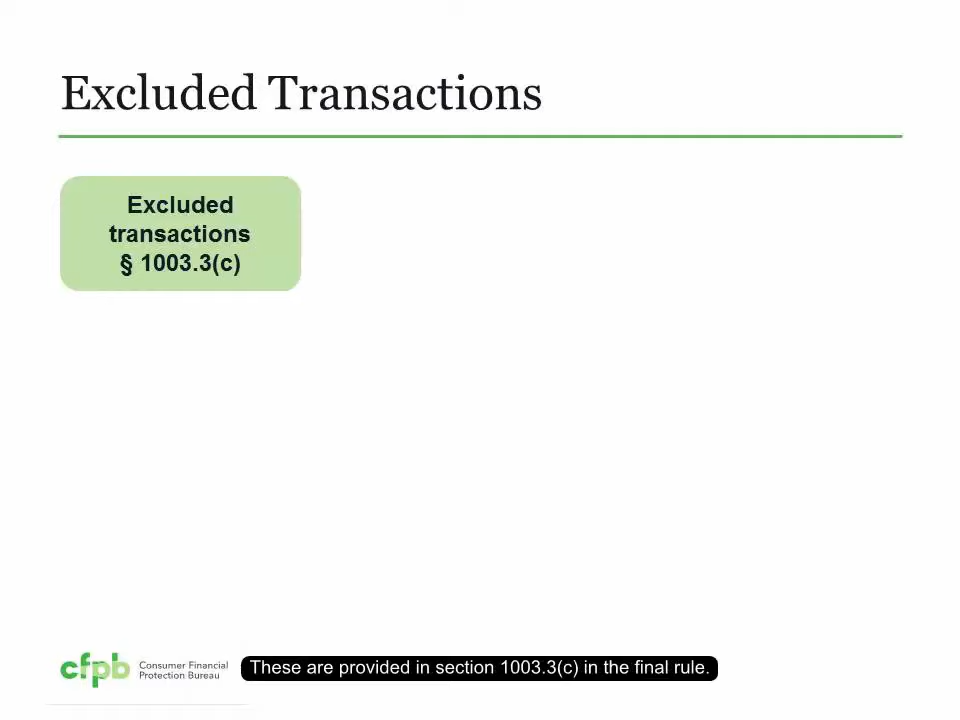 Excluded Transactions
Excluded
transactions
§ 1003.3(c)
cfpb
Consumer Financial
Protection Bureau
These are provided in section 1003.3(c) in the final rule.